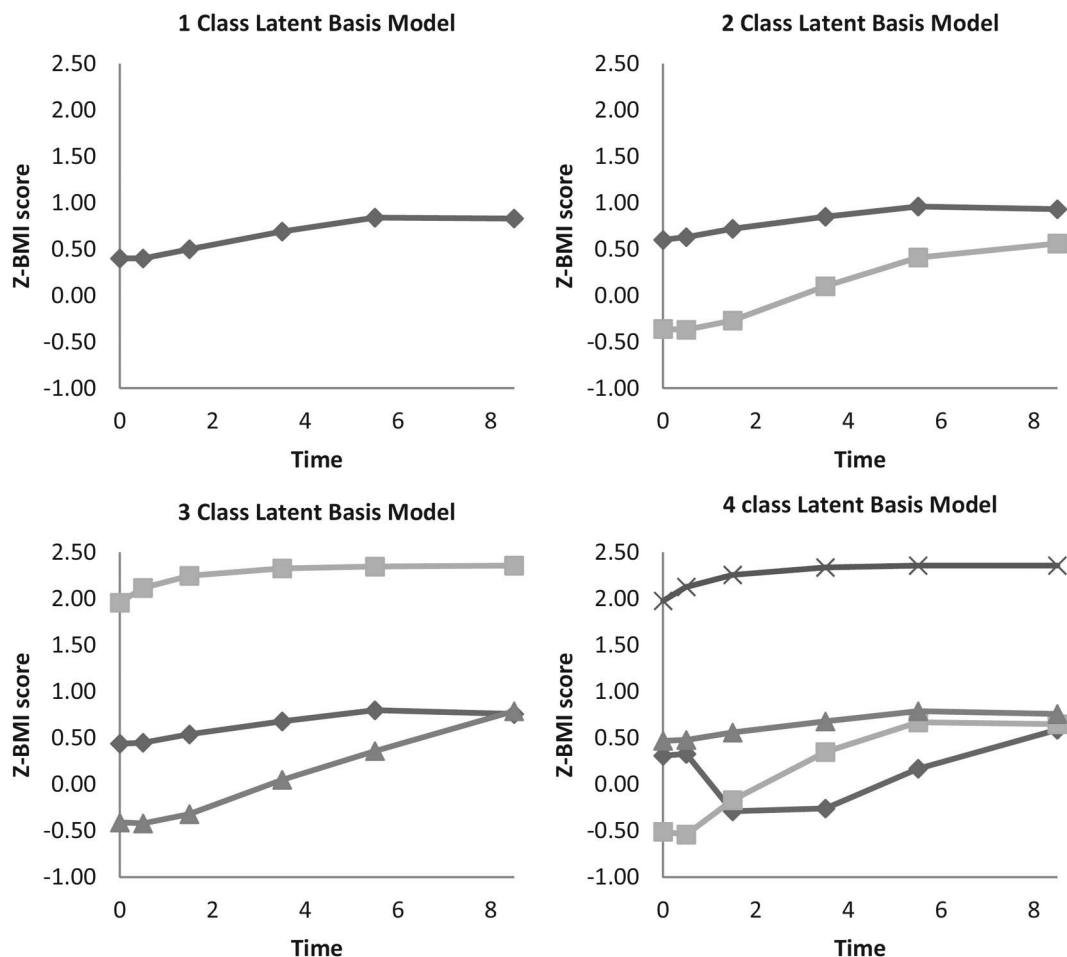 1 Class Latent Basis Model
2.50
2.00
1.50
1.00
0.50
0.00
-0.50
-1.00
Z-BMI score
0 2 4 6 8
Time
2 Class Latent Basis Model
2.50
2.00
1.50
1.00
0.50
0.00
-0.50
-1.00
Z-BMI score
0 2 4 6 8
Time
3 Class Latent Basis Model
2.50
2.00
1.50
1.00
0.50
0.00
-0.50
-1.00
Z-BMI score
0 2 4 6 8
Time
4 class Latent Basis Model
2.50
2.00
1.50
1.00
0.50
0.00
-0.50
-1.00
Z-BMI score
0 2 4 6 8
Time